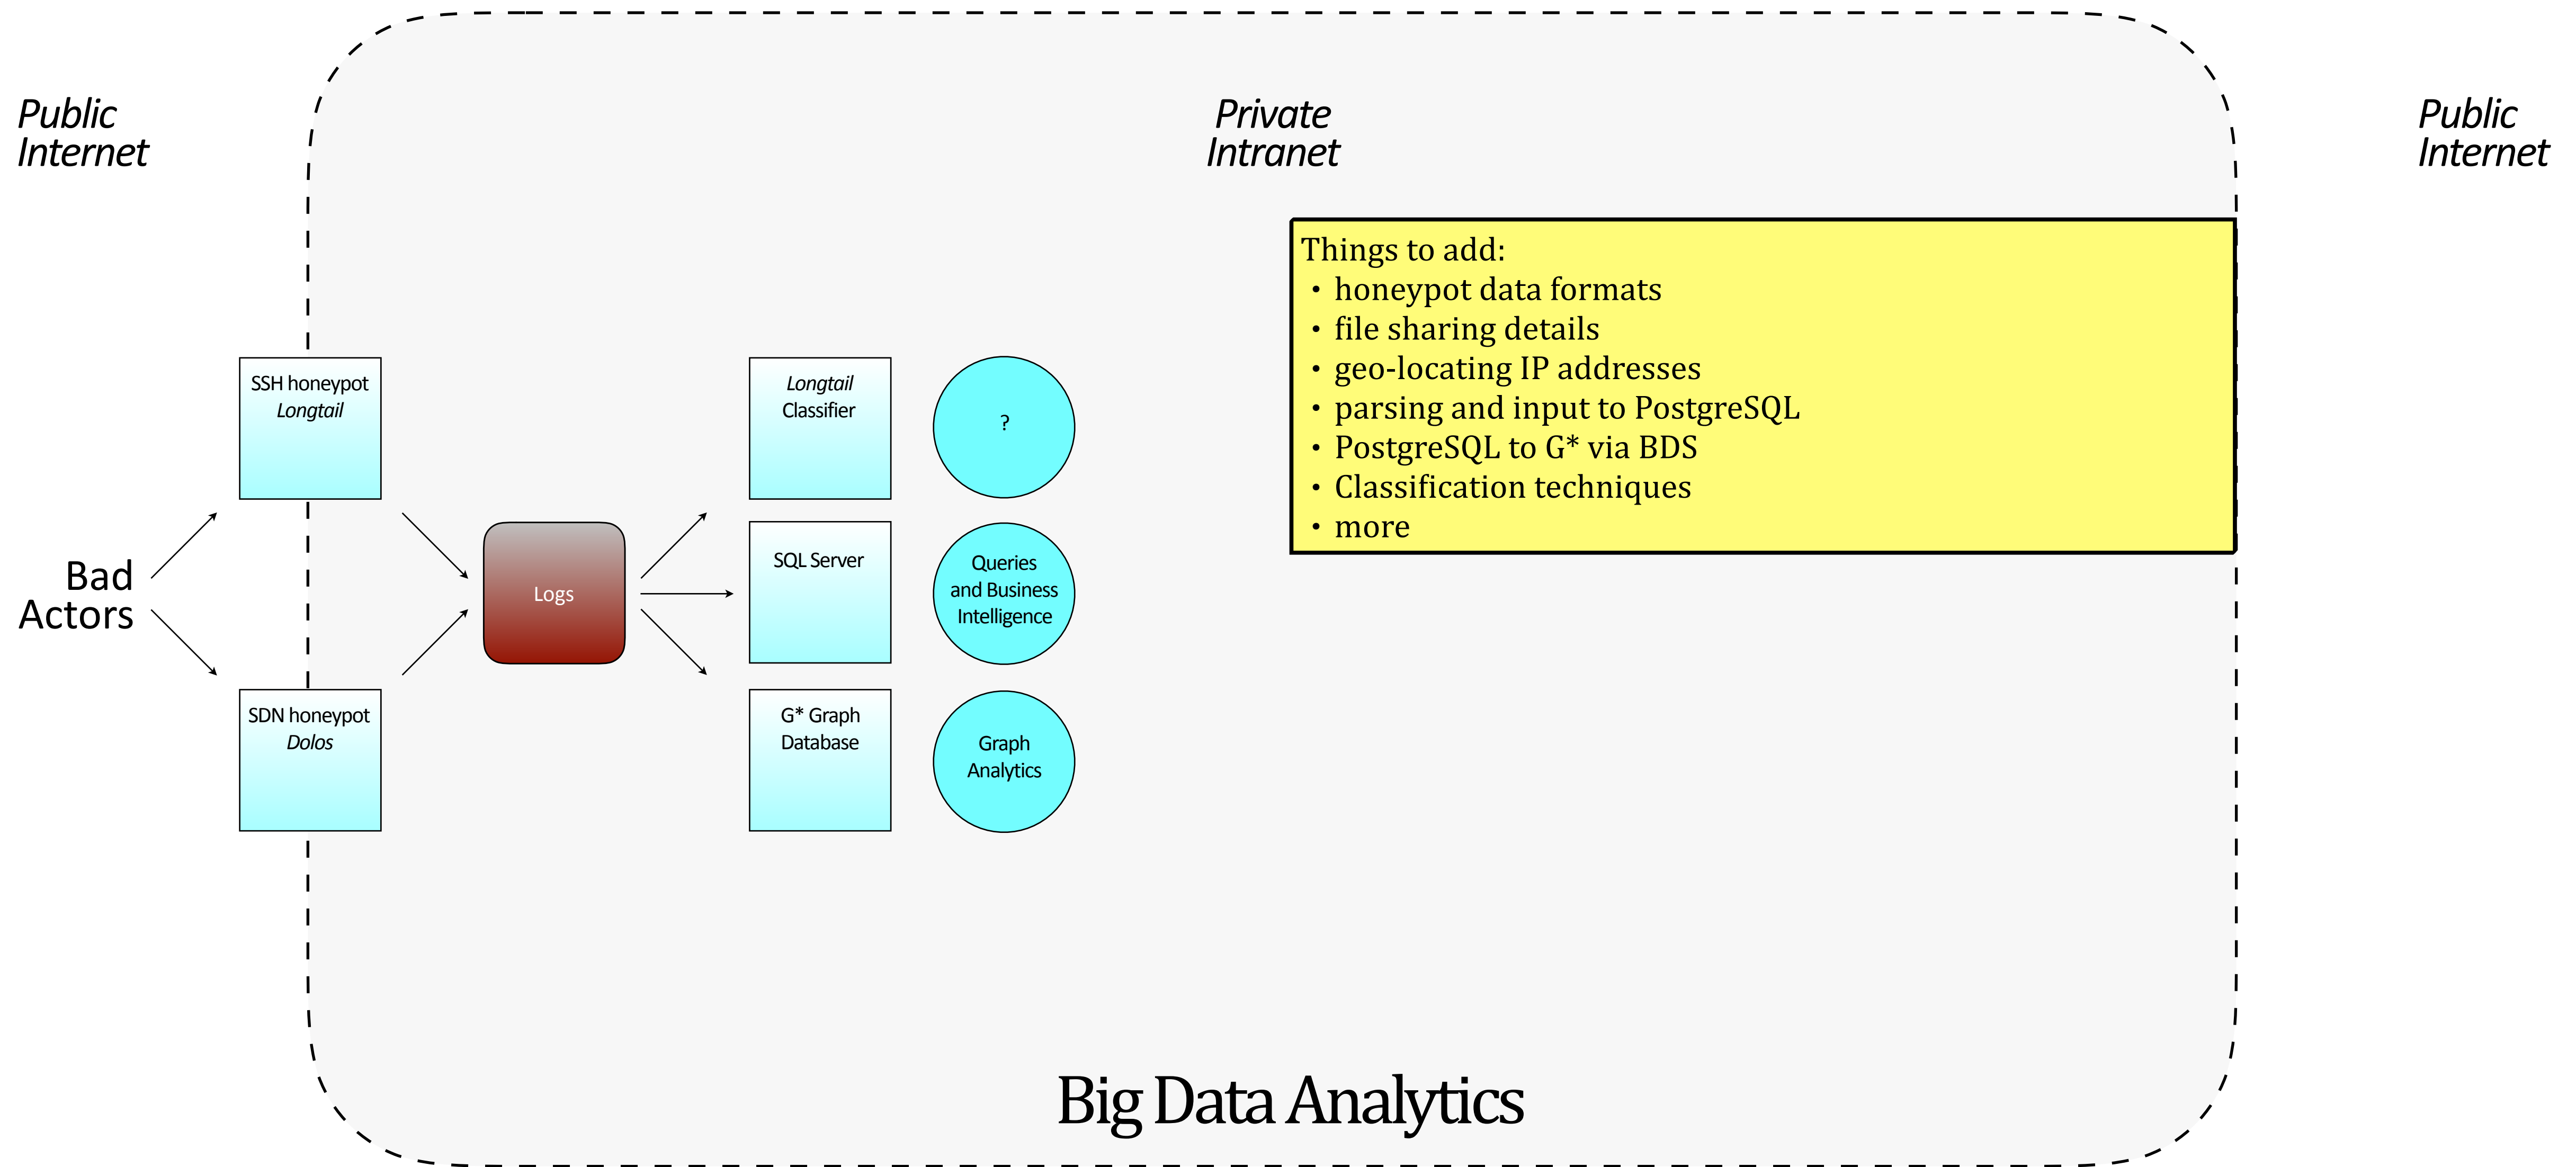 Public
Internet
Private
Intranet
Public
Internet
Things to add:
• honeypot data formats
• file sharing details
• geo-locating IP addresses
• parsing and input to PostgreSQL
• PostgreSQL to G* via BDS
• Classification techniques
• more
Bad
Actors
SSH honeypot
Longtail
SDN honeypot
Dolos
Logs
Longtail
Classifier
?
SQL Server
Queries
and Business
Intelligence
G* Graph
Database
Graph
Analytics
Big Data Analytics